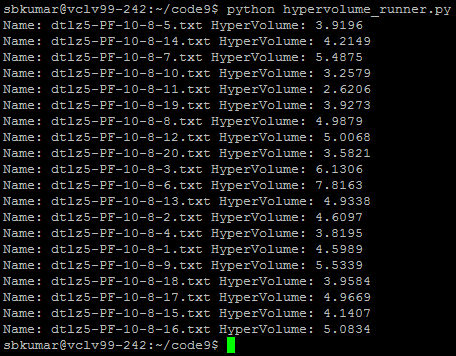 sbkumar@vclv99-242:~/code9$ python hypervolume_runner.py
Name: dtlz5-PF-10-8-5.txt HyperVolume: 3.9196
Name: dtlz5-PF-10-8-14.txt HyperVolume: 4.2149
Name: dtlz5-PF-10-8-7.txt HyperVolume: 5.4875
Name: dtlz5-PF-10-8-10.txt HyperVolume: 3.2579
Name: dtlz5-PF-10-8-11.txt HyperVolume: 2.6206
Name: dtlz5-PF-10-8-19.txt HyperVolume: 3.9273
Name: dtlz5-PF-10-8-8.txt HyperVolume: 4.9879
Name: dtlz5-PF-10-8-12.txt HyperVolume: 5.0068
Name: dtlz5-PF-10-8-20.txt HyperVolume: 3.5821
Name: dtlz5-PF-10-8-3.txt HyperVolume: 6.1306
Name: dtlz5-PF-10-8-6.txt HyperVolume: 7.8163
Name: dtlz5-PF-10-8-13.txt HyperVolume: 4.9338
Name: dtlz5-PF-10-8-2.txt HyperVolume: 4.6097
Name: dtlz5-PF-10-8-4.txt HyperVolume: 3.8195
Name: dtlz5-PF-10-8-1.txt HyperVolume: 4.5989
Name: dtlz5-PF-10-8-9.txt HyperVolume: 5.5339
Name: dtlz5-PF-10-8-18.txt HyperVolume: 3.9584
Name: dtlz5-PF-10-8-17.txt HyperVolume: 4.9669
Name: dtlz5-PF-10-8-15.txt HyperVolume: 4.1407
Name: dtlz5-PF-10-8-16.txt HyperVolume: 5.0834
sbkumar@vclv99-242:~/code9$